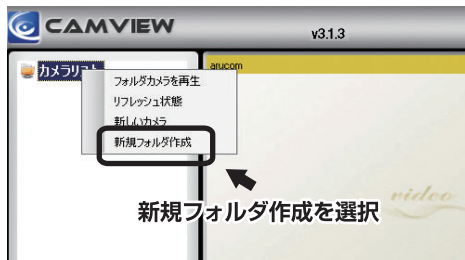 CAMVIEW
v3.1.3
カメラリスト
arucom
フォルダカメラを再生
リフレッシュ状態
新しいカメラ
新規フォルダ作成
新規フォルダ作成を選択
video